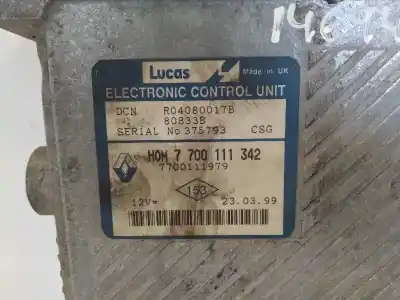 Lucas
Made in UK
ELECTRONIC CONTROL UNIT
DCN R04080017B
80833B
SERIAL No 375793 CSG
HOM 7 700 111 342
7700111979
153
12V= 23.03.99